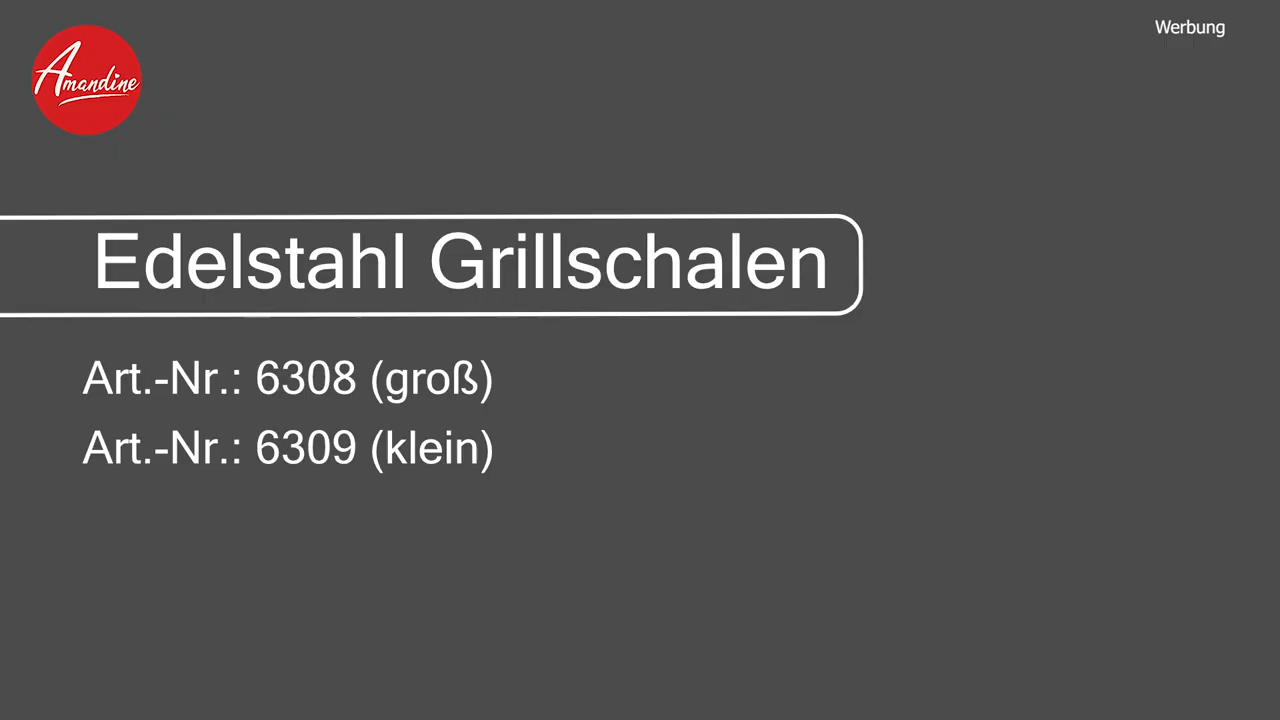 Werbung
Amandine
Edelstahl Grillschalen
Art.-Nr.: 6308 (groß)
Art.-Nr.: 6309 (klein)